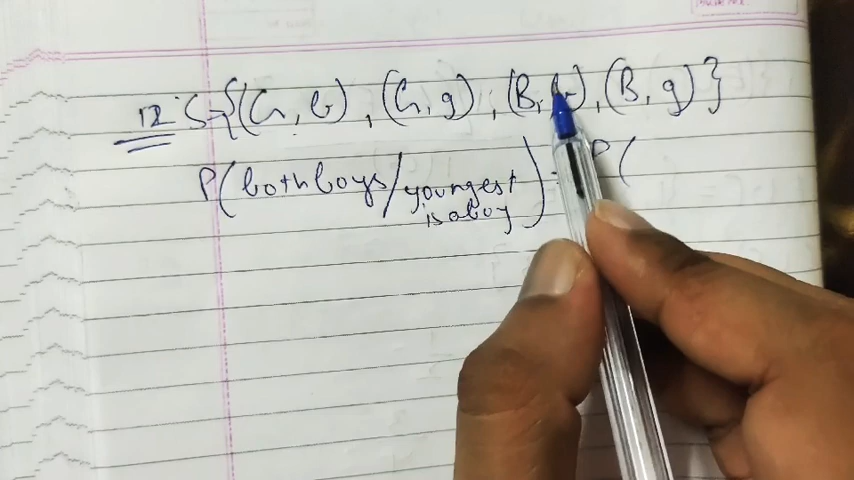 12. S={(G, b), (G, g), (B, b), (B, g)}
P(both boys/youngest is a boy) = P(